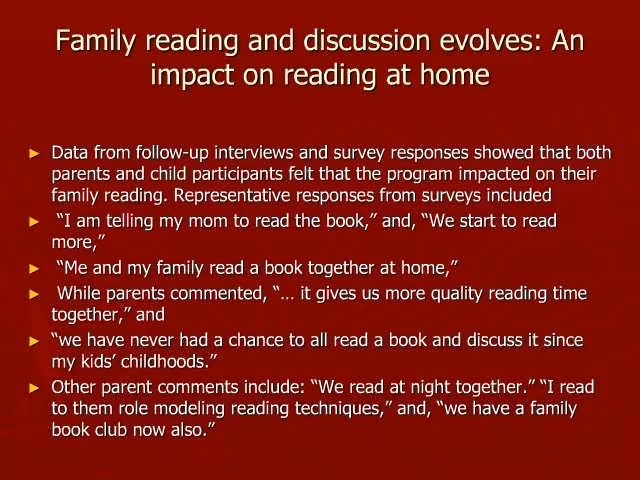 Family reading and discussion evolves: An
impact on reading at home
► Data from follow-up interviews and survey responses showed that both
parents and child participants felt that the program impacted on their
family reading. Representative responses from surveys included
► “I am telling my mom to read the book,” and, “We start to read
more,”
► “Me and my family read a book together at home,”
► While parents commented, “… it gives us more quality reading time
together,” and
► “we have never had a chance to all read a book and discuss it since
my kids’ childhoods.”
► Other parent comments include: “We read at night together.” “I read
to them role modeling reading techniques,” and, “we have a family
book club now also.”